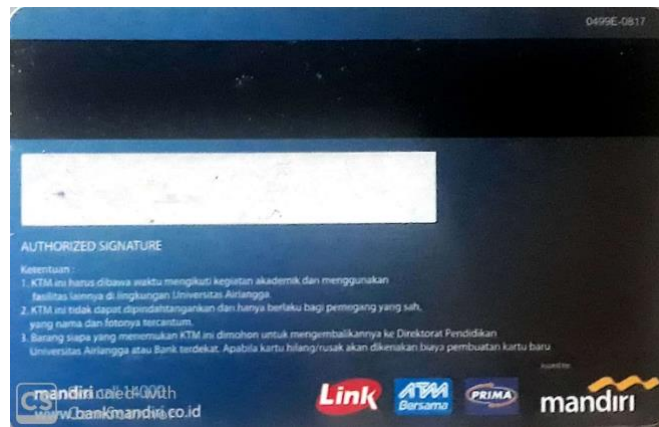 0499E-0817
AUTHORIZED SIGNATURE
Ketentuan :
1. KTM ini harus dibawa waktu mengikuti kegiatan akademik dan menggunakan
fasilitas lainnya di lingkungan Universitas Airlangga.
2. KTM ini tidak dapat dipindahtangankan dan hanya berlaku bagi pemegang yang sah,
yang nama dan fotonya tercantum.
3. Barang siapa yang menemukan KTM ini dimohon untuk mengembalikannya ke Direktorat Pendidikan
Universitas Airlangga atau Bank terdekat. Apabila kartu hilang/rusak akan dikenakan biaya pembuatan kartu baru
mandiri call 14000
www.bankmandiri.co.id
CS
Link
ATM
Bersama
PRIMA
mandiri